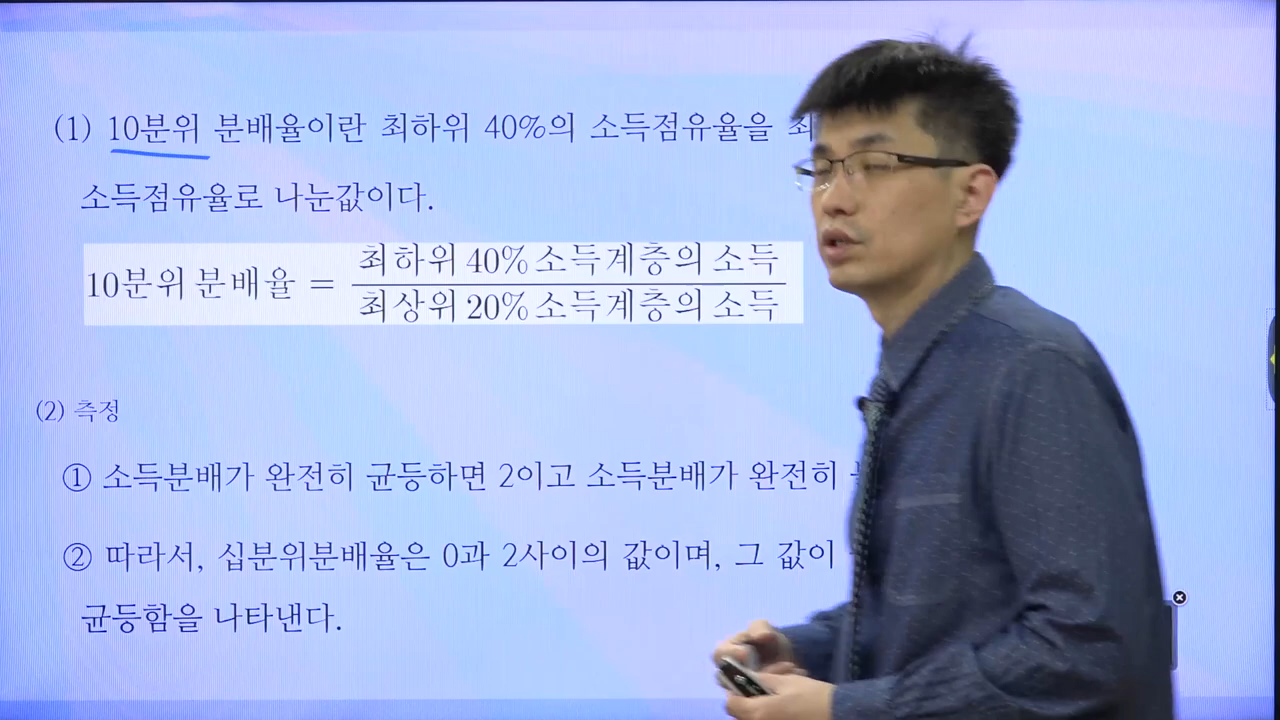 (1) 10분위 분배율이란 최하위 40%의 소득점유율을
소득점유율로 나눈값이다.
10분위 분배율 = 최하위 40% 소득계층의 소득
최상위 20% 소득계층의 소득
(2) 측정
① 소득분배가 완전히 균등하면 2이고 소득분배가 완전히
② 따라서, 십분위분배율은 0과 2사이의 값이며, 그 값이
균등함을 나타낸다.